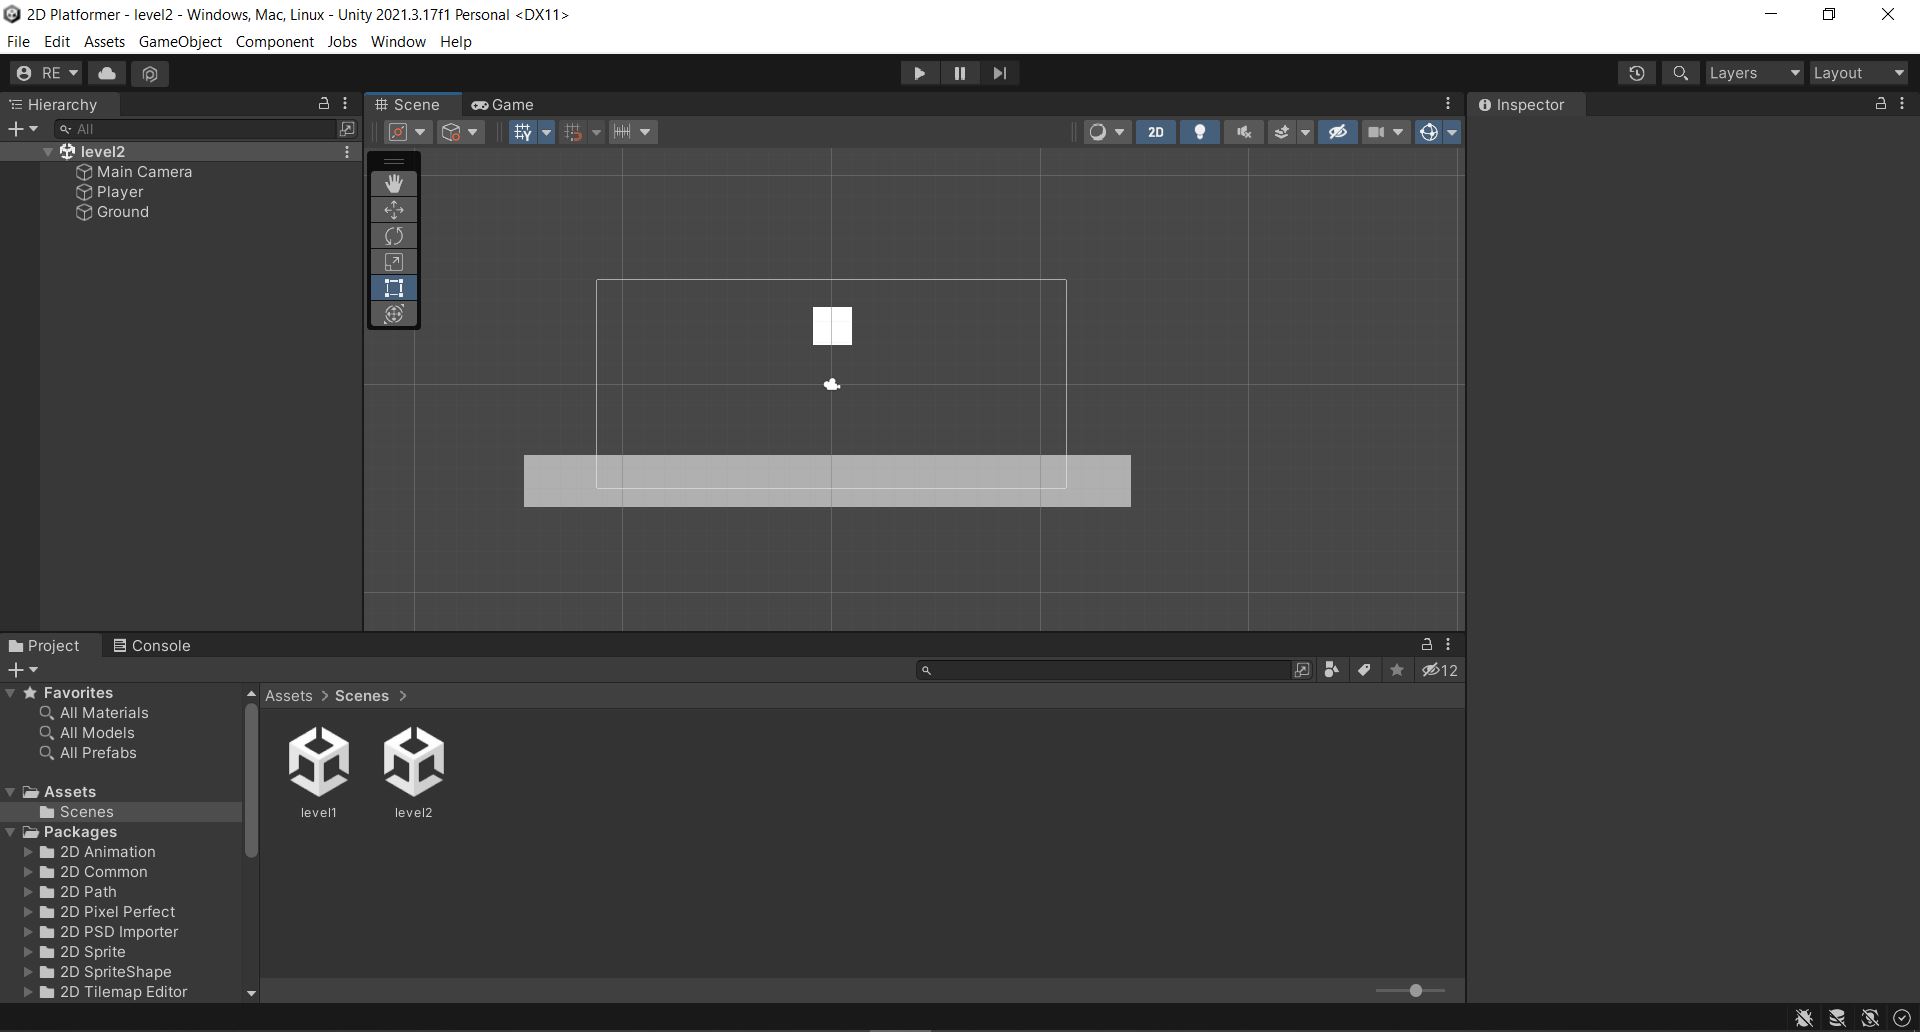 2D Platformer - level2 - Windows, Mac, Linux - Unity 2021.3.17f1 Personal <DX11>
File Edit Assets GameObject Component Jobs Window Help
RE Layers Layout
Hierarchy
Scene Game
Inspector
All
2D
level2
Main Camera
Player
Ground
Project Console
12
Favorites
All Materials
All Models
All Prefabs
Assets
Scenes
Packages
2D Animation
2D Common
2D Path
2D Pixel Perfect
2D PSD Importer
2D Sprite
2D SpriteShape
2D Tilemap Editor
Assets > Scenes >
level1 level2